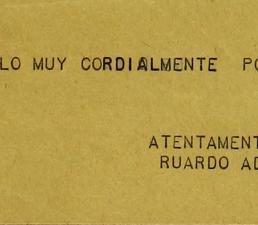 LO MUY CORDIALMENTE PO
ATENTAMENT
RUARDO AD